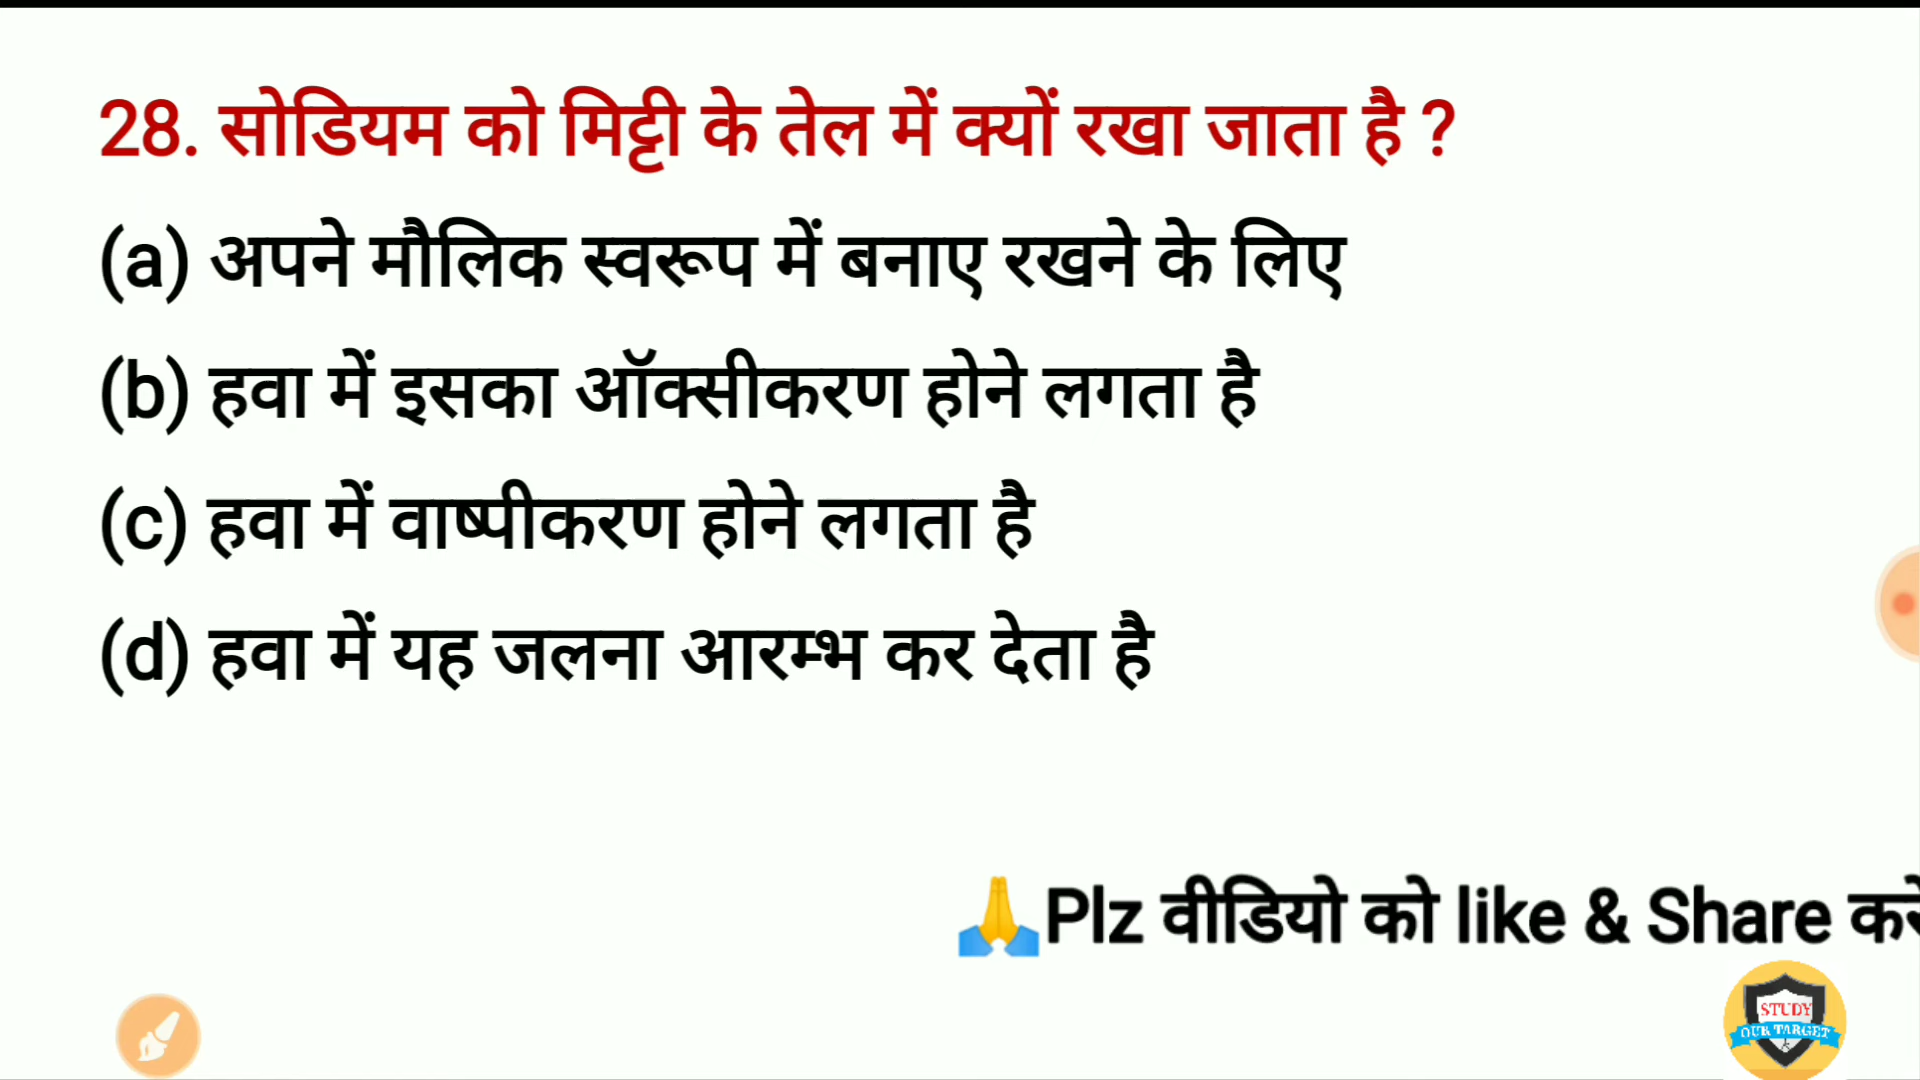 28. सोडियम को मिट्टी के तेल में क्यों रखा जाता है ?
(a) अपने मौलिक स्वरूप में बनाए रखने के लिए
(b) हवा में इसका ऑक्सीकरण होने लगता है
(c) हवा में वाष्पीकरण होने लगता है
(d) हवा में यह जलना आरम्भ कर देता है
🙏Plz वीडियो को like & Share करें
STUDY
OUR TARGET